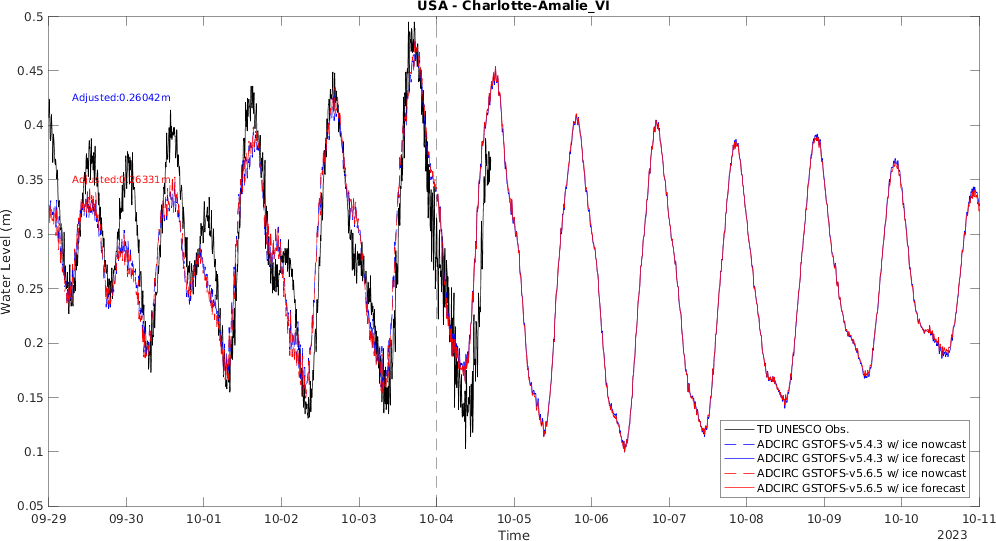 USA - Charlotte-Amalie_VI
0.5
0.45
0.4
0.35
0.3
0.25
0.2
0.15
0.1
0.05
Water Level (m)
Adjusted:0.26042m
Adjusted:0.26331m
TD UNESCO Obs.
ADCIRC GSTOFS-v5.4.3 w/ ice nowcast
ADCIRC GSTOFS-v5.4.3 w/ ice forecast
ADCIRC GSTOFS-v5.6.5 w/ ice nowcast
ADCIRC GSTOFS-v5.6.5 w/ ice forecast
09-29 09-30 10-01 10-02 10-03 10-04 10-05 10-06 10-07 10-08 10-09 10-10 10-11
Time
2023